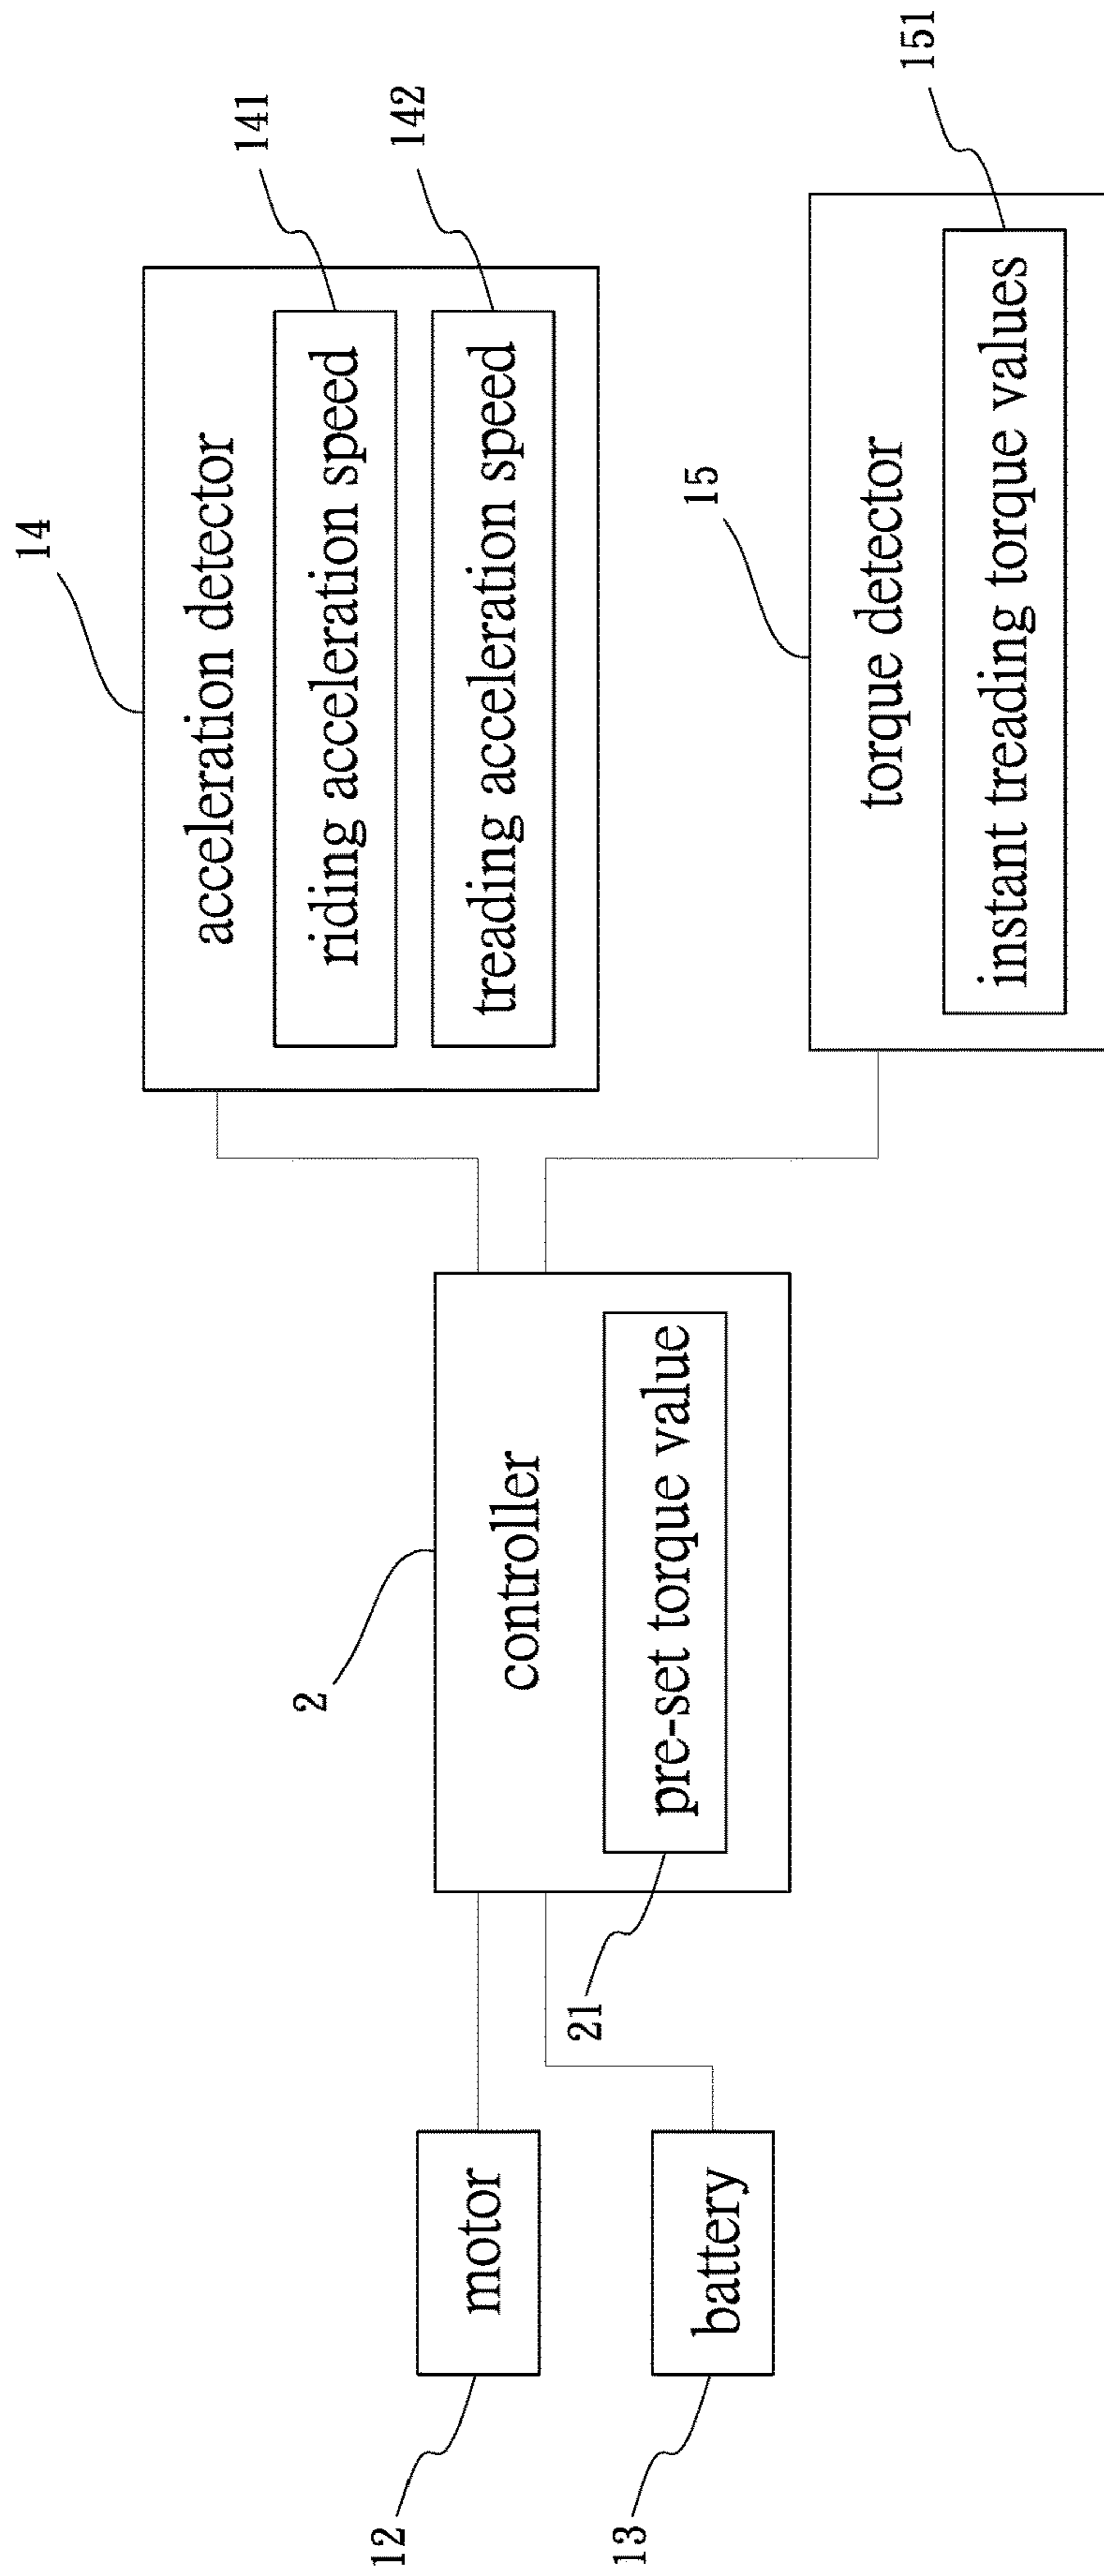 14
acceleration detector
141
riding acceleration speed
142
treading acceleration speed
2
controller
pre-set torque value
21
12
motor
13
battery
15
torque detector
151
instant treading torque values